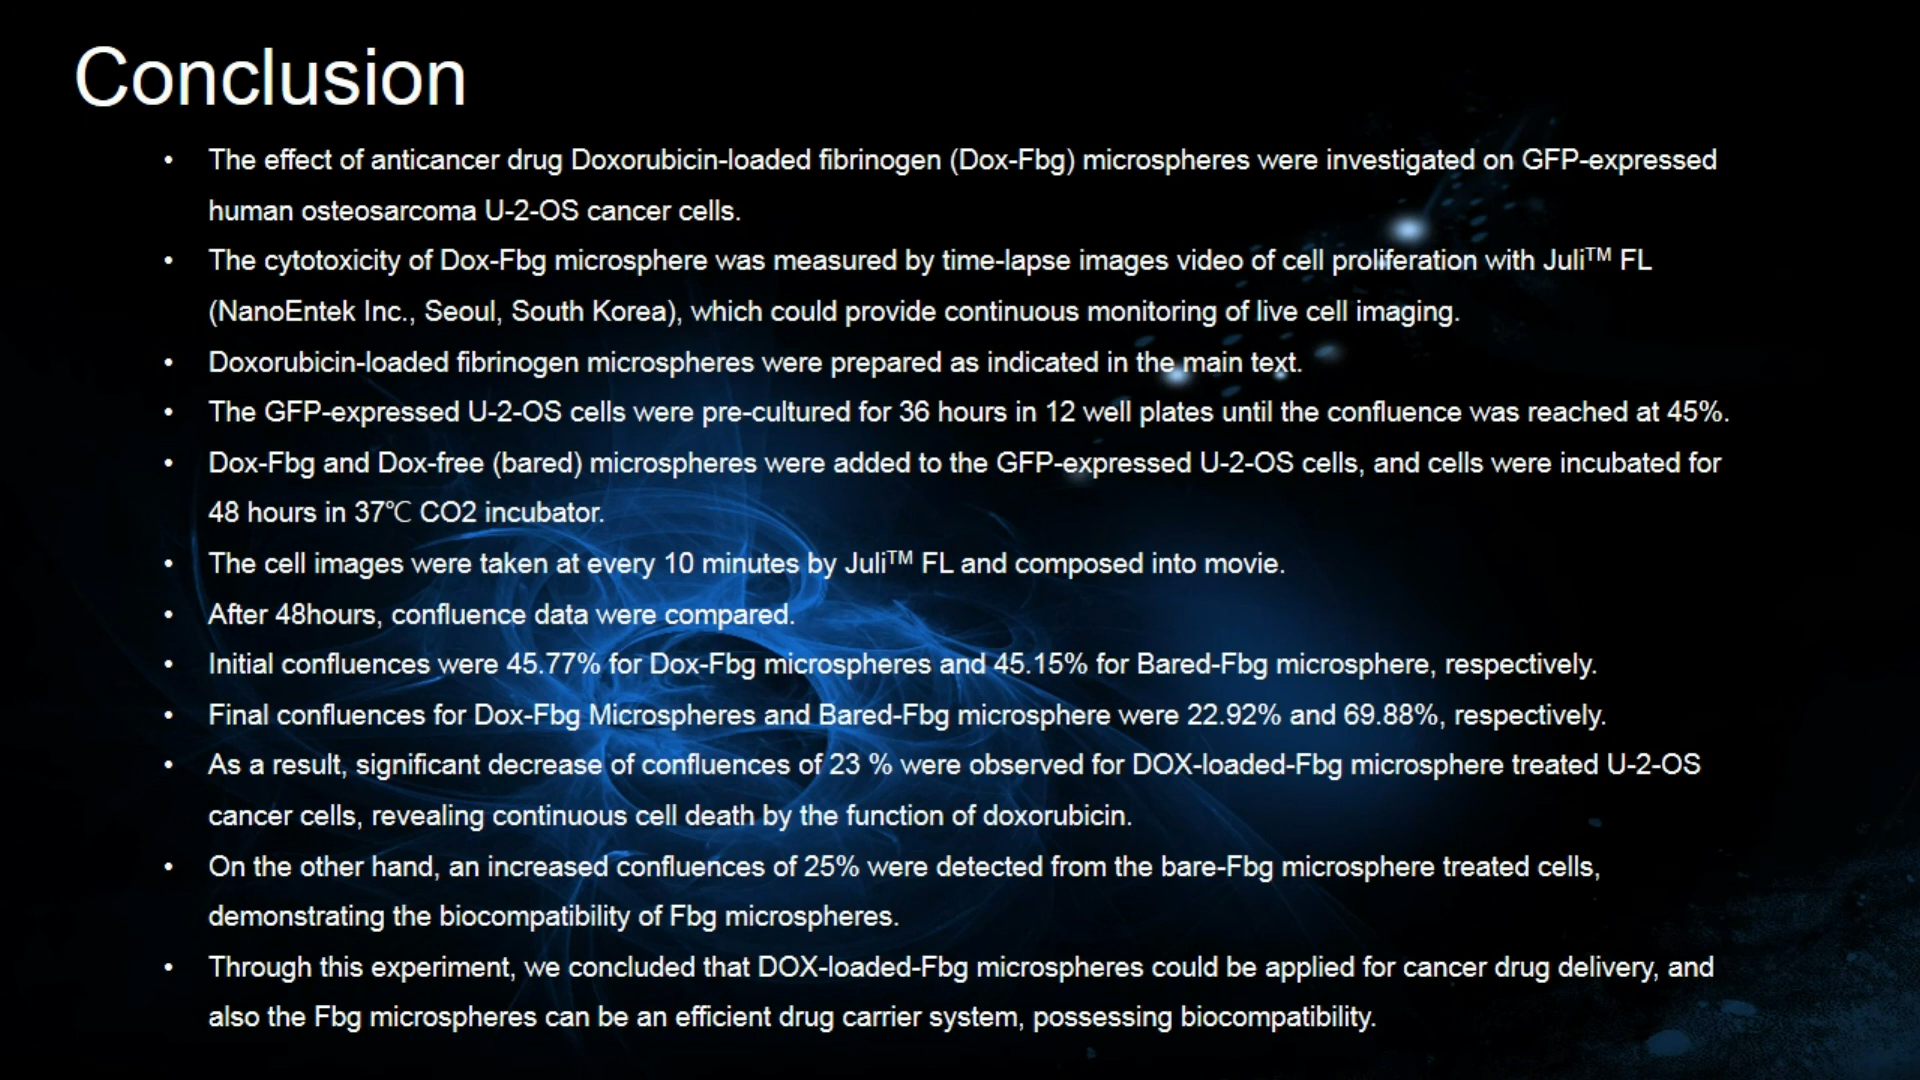 Conclusion
• The effect of anticancer drug Doxorubicin-loaded fibrinogen (Dox-Fbg) microspheres were investigated on GFP-expressed
human osteosarcoma U-2-OS cancer cells.
• The cytotoxicity of Dox-Fbg microsphere was measured by time-lapse images video of cell proliferation with Juli™ FL
(NanoEntek Inc., Seoul, South Korea), which could provide continuous monitoring of live cell imaging.
• Doxorubicin-loaded fibrinogen microspheres were prepared as indicated in the main text.
• The GFP-expressed U-2-OS cells were pre-cultured for 36 hours in 12 well plates until the confluence was reached at 45%.
• Dox-Fbg and Dox-free (bared) microspheres were added to the GFP-expressed U-2-OS cells, and cells were incubated for
48 hours in 37℃ CO2 incubator.
• The cell images were taken at every 10 minutes by Juli™ FL and composed into movie.
• After 48hours, confluence data were compared.
• Initial confluences were 45.77% for Dox-Fbg microspheres and 45.15% for Bared-Fbg microsphere, respectively.
• Final confluences for Dox-Fbg Microspheres and Bared-Fbg microsphere were 22.92% and 69.88%, respectively.
• As a result, significant decrease of confluences of 23 % were observed for DOX-loaded-Fbg microsphere treated U-2-OS
cancer cells, revealing continuous cell death by the function of doxorubicin.
• On the other hand, an increased confluences of 25% were detected from the bare-Fbg microsphere treated cells,
demonstrating the biocompatibility of Fbg microspheres.
• Through this experiment, we concluded that DOX-loaded-Fbg microspheres could be applied for cancer drug delivery, and
also the Fbg microspheres can be an efficient drug carrier system, possessing biocompatibility.